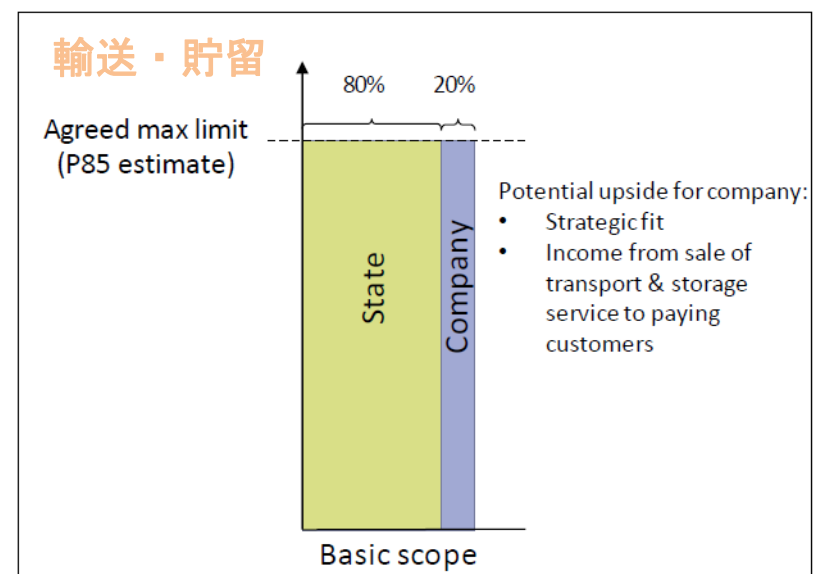 輸送・貯留
80%
20%
Agreed max limit
(P85 estimate)
State
Company
Potential upside for company:
• Strategic fit
• Income from sale of
transport & storage
service to paying
customers
Basic scope